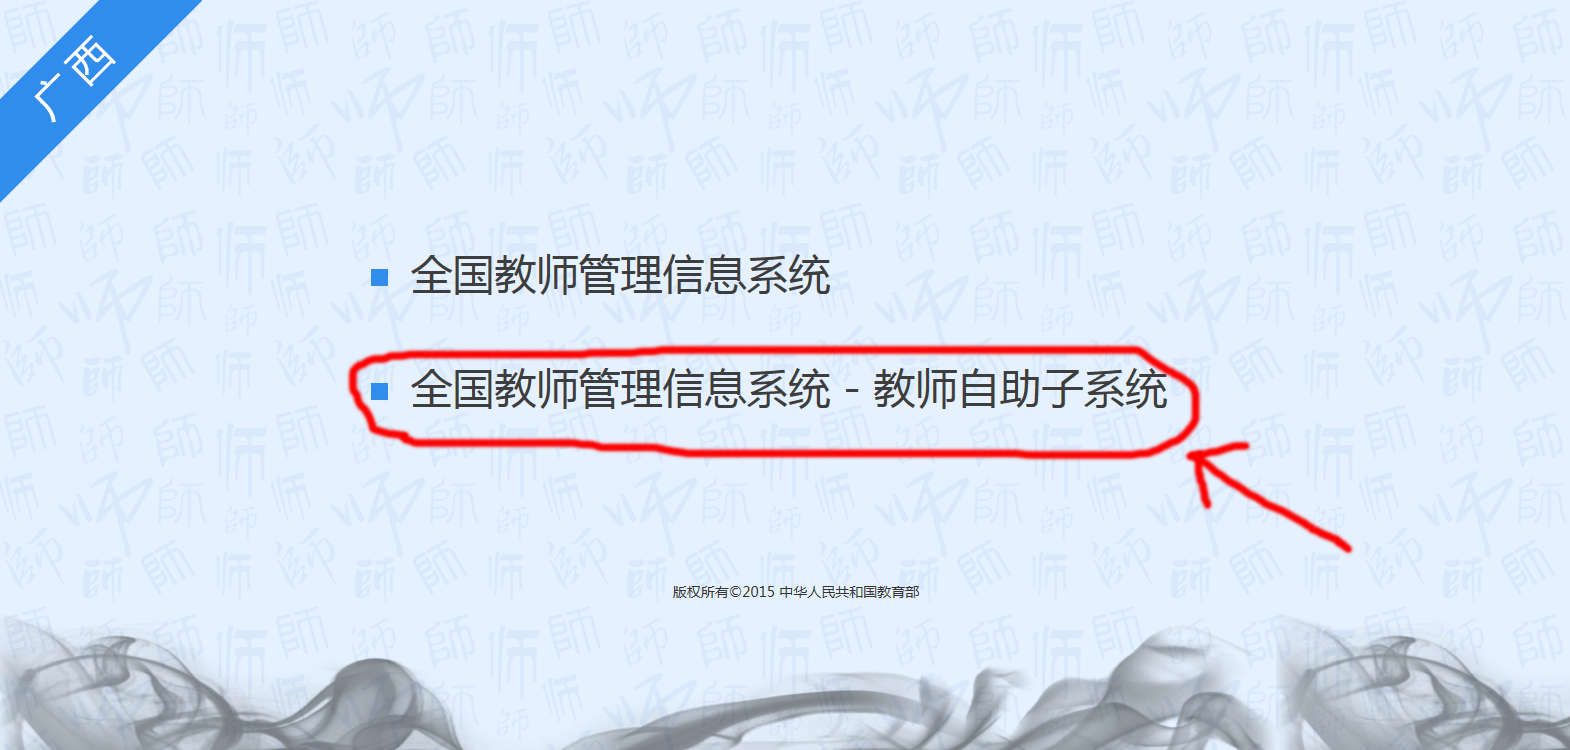 广西
全国教师管理信息系统
全国教师管理信息系统 - 教师自助子系统
版权所有©2015 中华人民共和国教育部